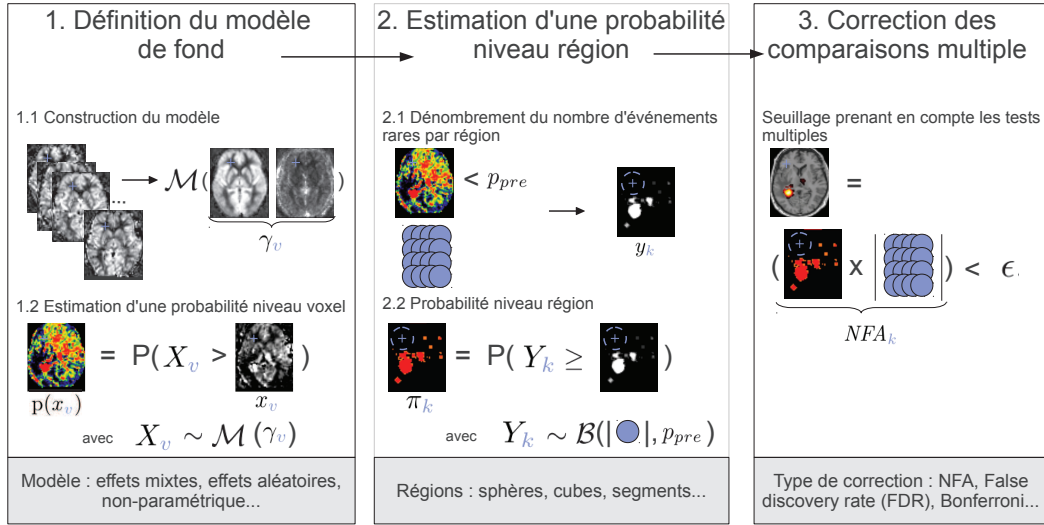 1. Définition du modèle
de fond
1.1 Construction du modèle
...
M( )
γv
1.2 Estimation d'une probabilité niveau voxel
= P( Xv > )
p(xv)
xv
avec Xv ∼ M (γv)
Modèle : effets mixtes, effets aléatoires,
non-paramétrique...
2. Estimation d'une probabilité
niveau région
2.1 Dénombrement du nombre d'événements
rares par région
< ppre
yk
2.2 Probabilité niveau région
= P( Yk ≥ )
πk
avec Yk ∼ B(| |, ppre)
Régions : sphères, cubes, segments...
3. Correction des
comparaisons multiple
Seuillage prenant en compte les tests
multiples
=
( x | | ) < ϵ.
NFAk
Type de correction : NFA, False
discovery rate (FDR), Bonferroni...